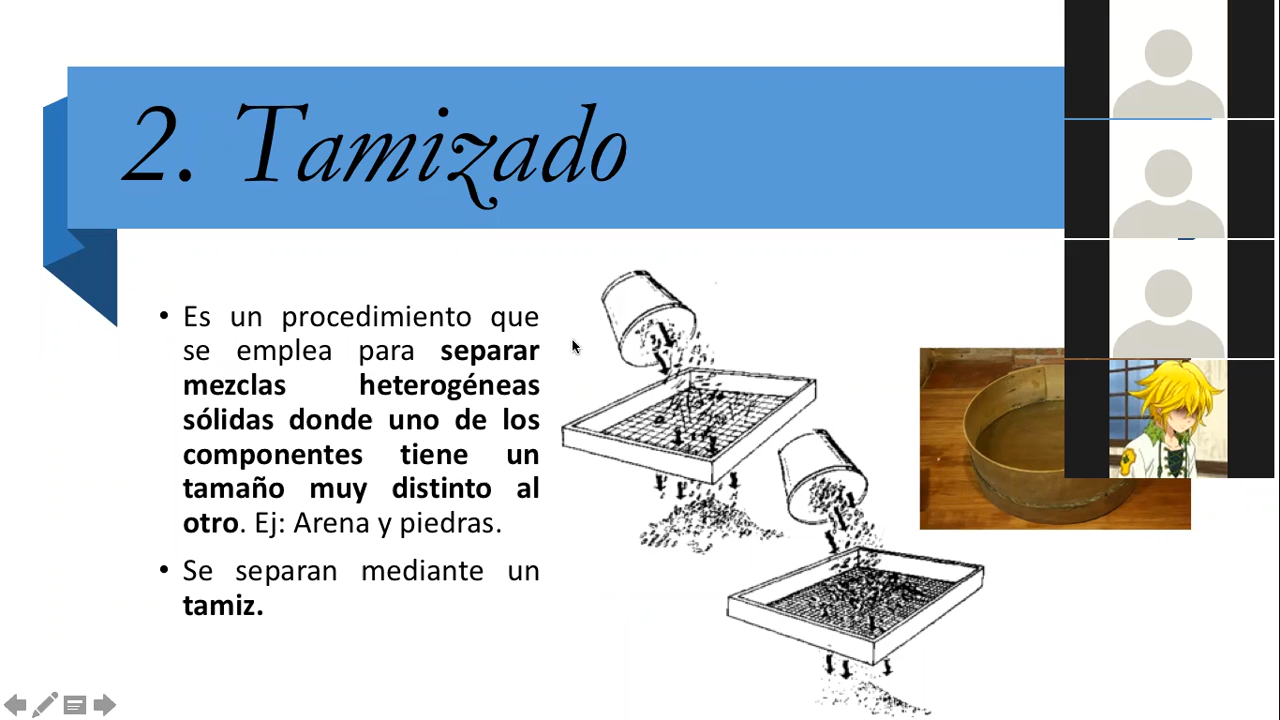 2. Tamizado
• Es un procedimiento que
se emplea para separar
mezclas heterogéneas
sólidas donde uno de los
componentes tiene un
tamaño muy distinto al
otro. Ej: Arena y piedras.
• Se separan mediante un
tamiz.